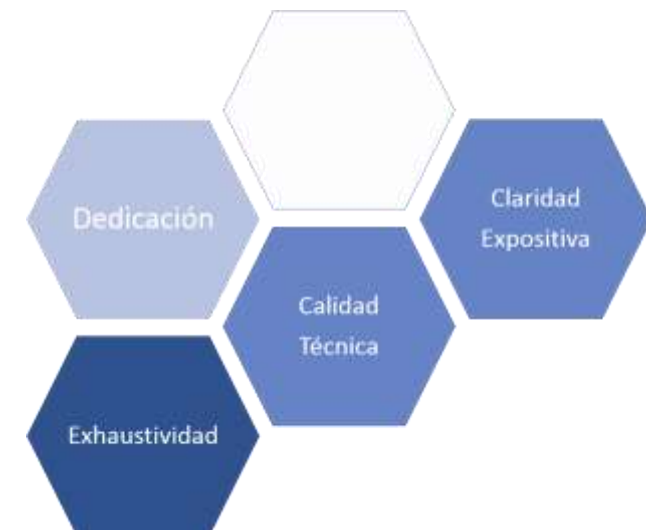 Dedicación
Claridad
Expositiva
Calidad
Técnica
Exhaustividad